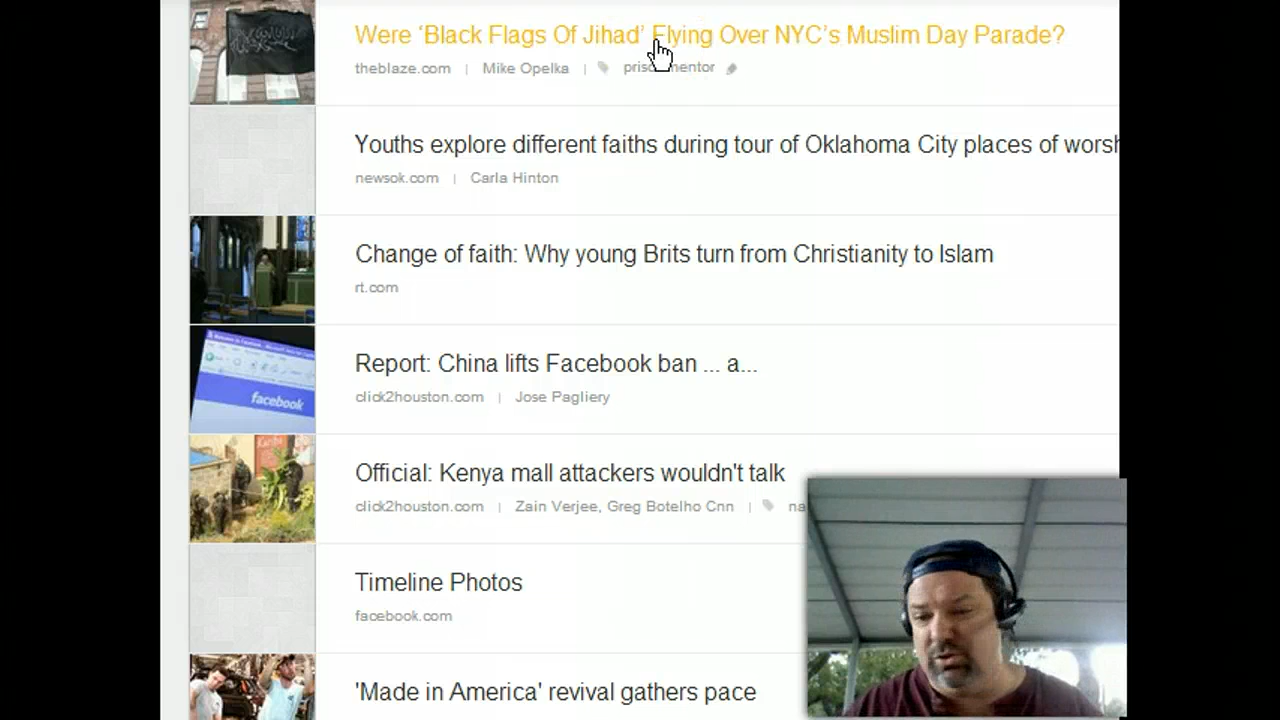 Were ‘Black Flags Of Jihad’ Flying Over NYC’s Muslim Day Parade?
theblaze.com | Mike Opelka |
Youths explore different faiths during tour of Oklahoma City places of
newsok.com | Carla Hinton
Change of faith: Why young Brits turn from Christianity to Islam
rt.com
Report: China lifts Facebook ban ... a...
click2houston.com | Jose Pagliery
facebook
Official: Kenya mall attackers wouldn't talk
click2houston.com | Zain Verjee, Greg Botelho Cnn |
Timeline Photos
facebook.com
'Made in America' revival gathers pace